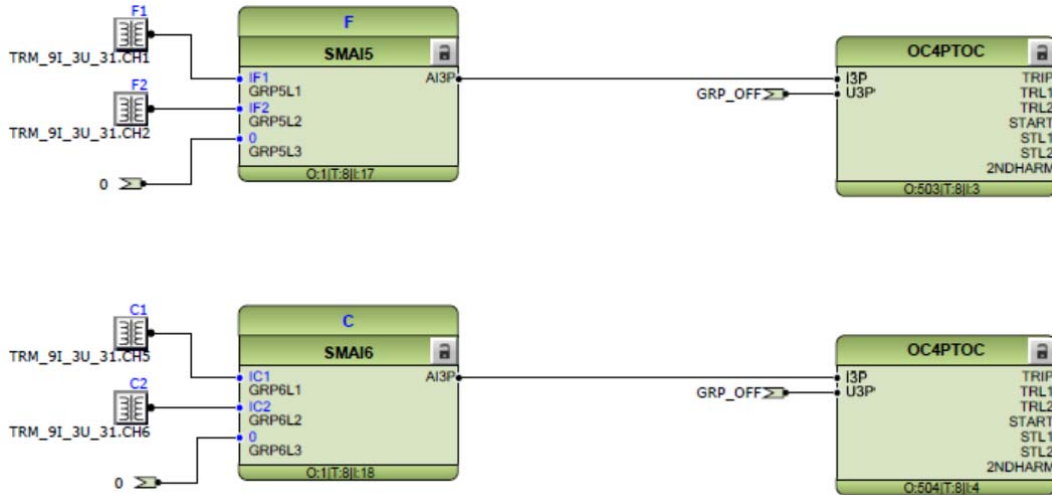 F1
TRM_9I_3U_31.CH1
F2
TRM_9I_3U_31.CH2
0
F
SMAI5
IF1
GRP5L1
IF2
GRP5L2
0
GRP5L3
AI3P
O:1|T:8|I:17
GRP_OFF
OC4PTOC
I3P
U3P
TRIP
TRL1
TRL2
START
STL1
STL2
2NDHARM
O:503|T:8|I:3
C1
TRM_9I_3U_31.CH5
C2
TRM_9I_3U_31.CH6
0
C
SMAI6
IC1
GRP6L1
IC2
GRP6L2
0
GRP6L3
AI3P
O:1|T:8|I:18
GRP_OFF
OC4PTOC
I3P
U3P
TRIP
TRL1
TRL2
START
STL1
STL2
2NDHARM
O:504|T:8|I:4